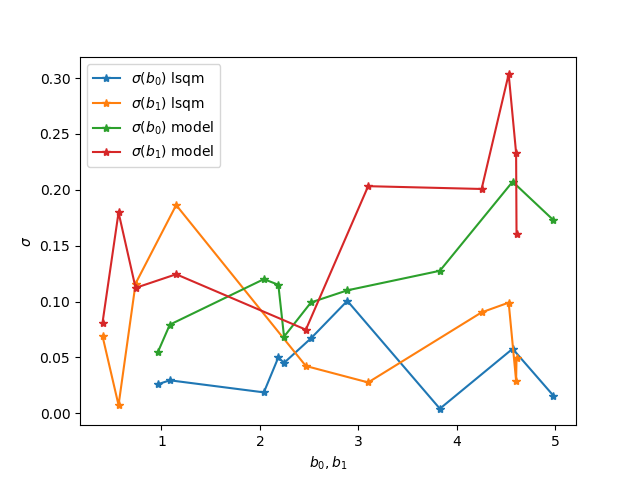 σ(b₀) lsqm
σ(b₁) lsqm
σ(b₀) model
σ(b₁) model
0.30
0.25
0.20
0.15
0.10
0.05
0.00
σ
1 2 3 4 5
b₀, b₁